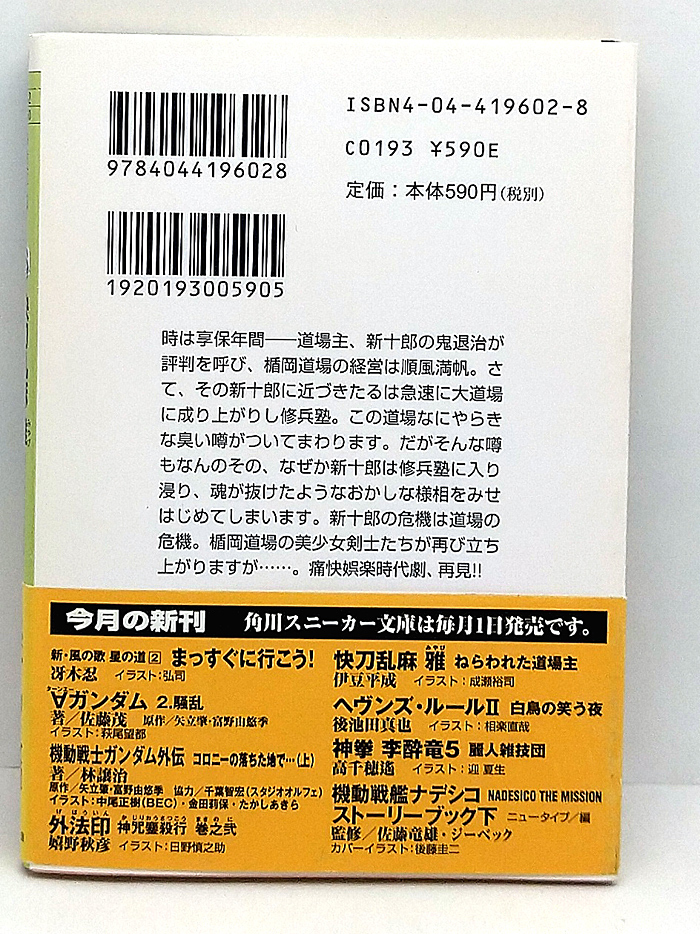 ISBN4-04-419602-8
9784044196028
C0193 ¥590E
定価：本体590円(税別)
1920193005905
時は享保年間――道場主、新十郎の鬼退治が
評判を呼び、楯岡道場の経営は順風満帆。さ
て、その新十郎に近づきたるは急速に大道場
に成り上がりし修兵塾。この道場なにやらき
な臭い噂がついてまわります。だがそんな噂
もなんのその、なぜか新十郎は修兵塾に入り
浸り、魂が抜けたようなおかしな様相をみせ
はじめてしまいます。新十郎の危機は道場の
危機。楯岡道場の美少女剣士たちが再び立ち
上がりますが……。痛快娯楽時代劇、再見!!
今月の新刊 角川スニーカー文庫は毎月1日発売です。
新・風の歌 星の道2 まっすぐに行こう!
冴木忍 イラスト:弘司
∀ガンダム 2.騒乱
著／佐藤茂 原作／矢立肇・富野由悠季
イラスト:萩尾望都
機動戦士ガンダム外伝 コロニーの落ちた地で…(上)
著／林譲治
原作／矢立肇・富野由悠季 協力／千葉智宏(スタジオオルフェ)
イラスト:中尾正樹(BEC)・金田莉保・たかしあきら
外法印 神咒鏖殺行 巻之弐
嬉野秋彦 イラスト:日野慎之助
快刀乱麻 雅 ねらわれた道場主
伊豆平成 イラスト:成瀬裕司
ヘヴンズ・ルールII 白鳥の笑う夜
後池田真也 イラスト:相楽直哉
神拳 李酔竜5 麗人雑技団
高千穂遙 イラスト:迎 夏生
機動戦艦ナデシコ NADESICO THE MISSION
ストーリーブック下 ニュータイプ/編
監修／佐藤竜雄・ジーベック
カバーイラスト:後藤圭二